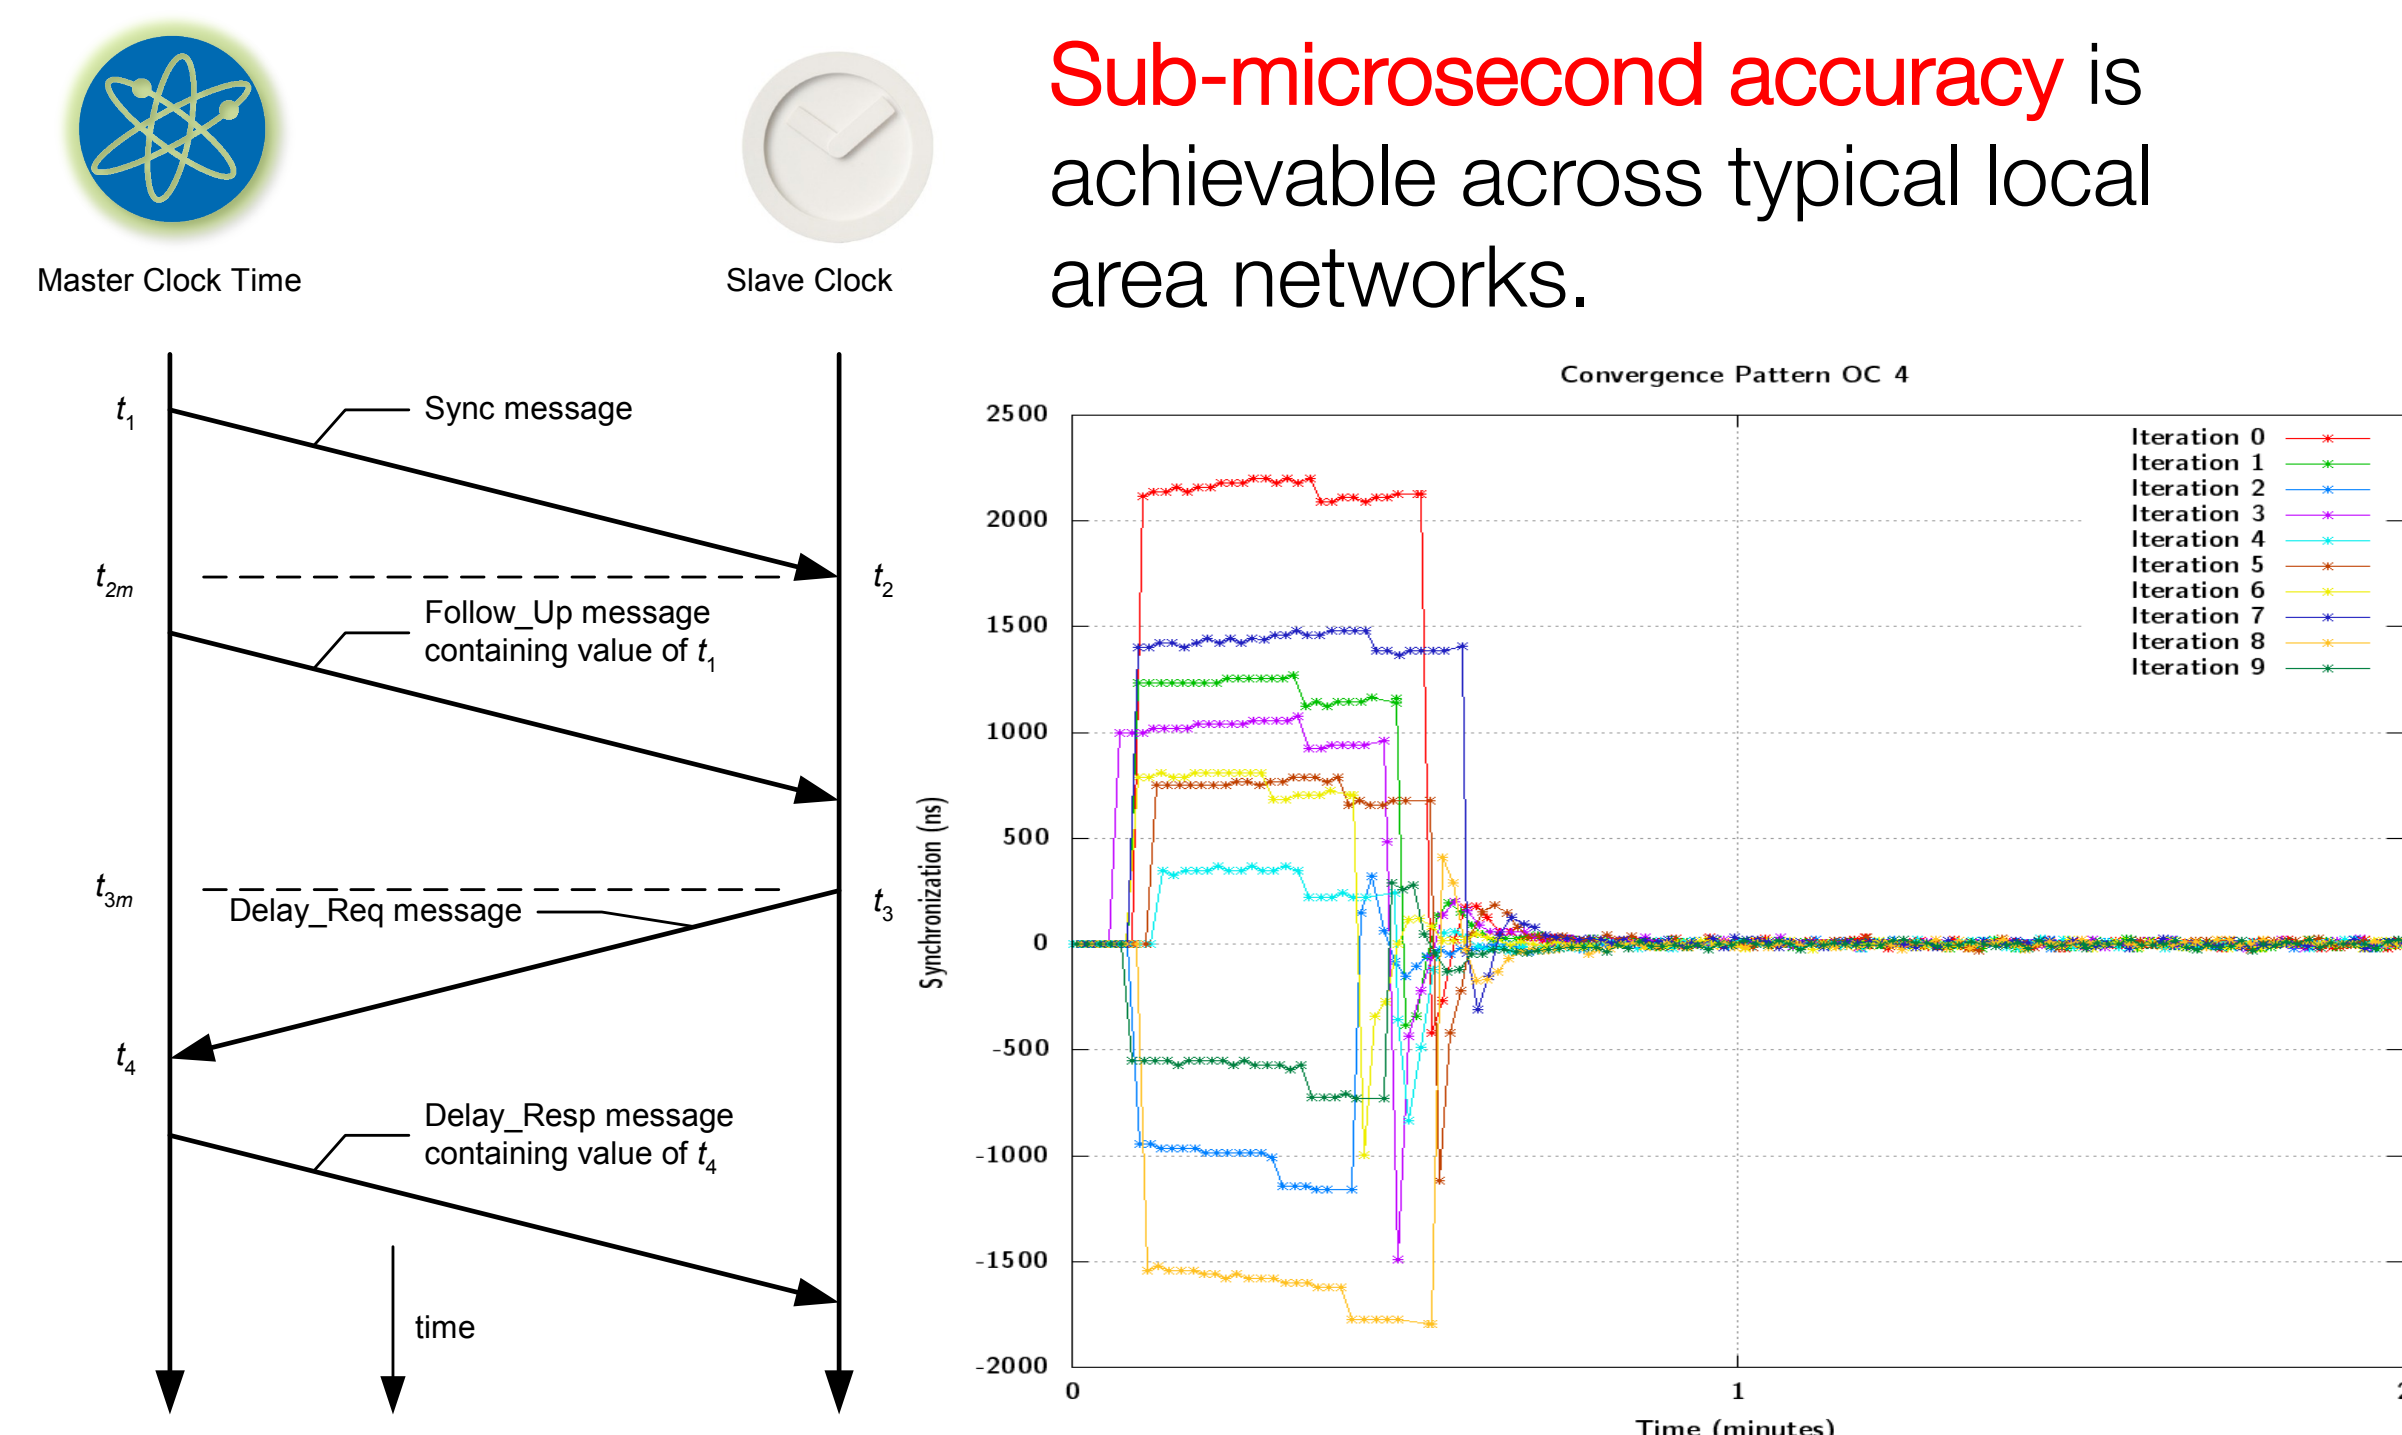 Sub-microsecond accuracy is
achievable across typical local
area networks.
Master Clock Time
Slave Clock
t1
Sync message
t2m
t2
Follow_Up message
containing value of t1
t3m
t3
Delay_Req message
t4
Delay_Resp message
containing value of t4
time
Convergence Pattern OC 4
2500
2000
1500
1000
500
0
-500
-1000
-1500
-2000
Synchronization (ns)
Iteration 0
Iteration 1
Iteration 2
Iteration 3
Iteration 4
Iteration 5
Iteration 6
Iteration 7
Iteration 8
Iteration 9
0
1
Time (minutes)